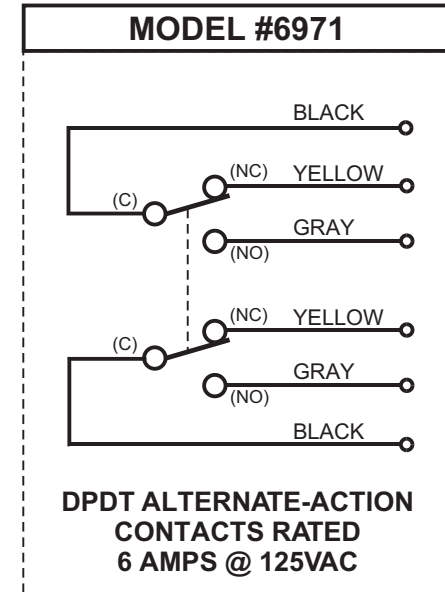 MODEL #6971
BLACK
(NC) YELLOW
(C)
GRAY
(NO)
(NC) YELLOW
(C)
GRAY
(NO)
BLACK
DPDT ALTERNATE-ACTION
CONTACTS RATED
6 AMPS @ 125VAC